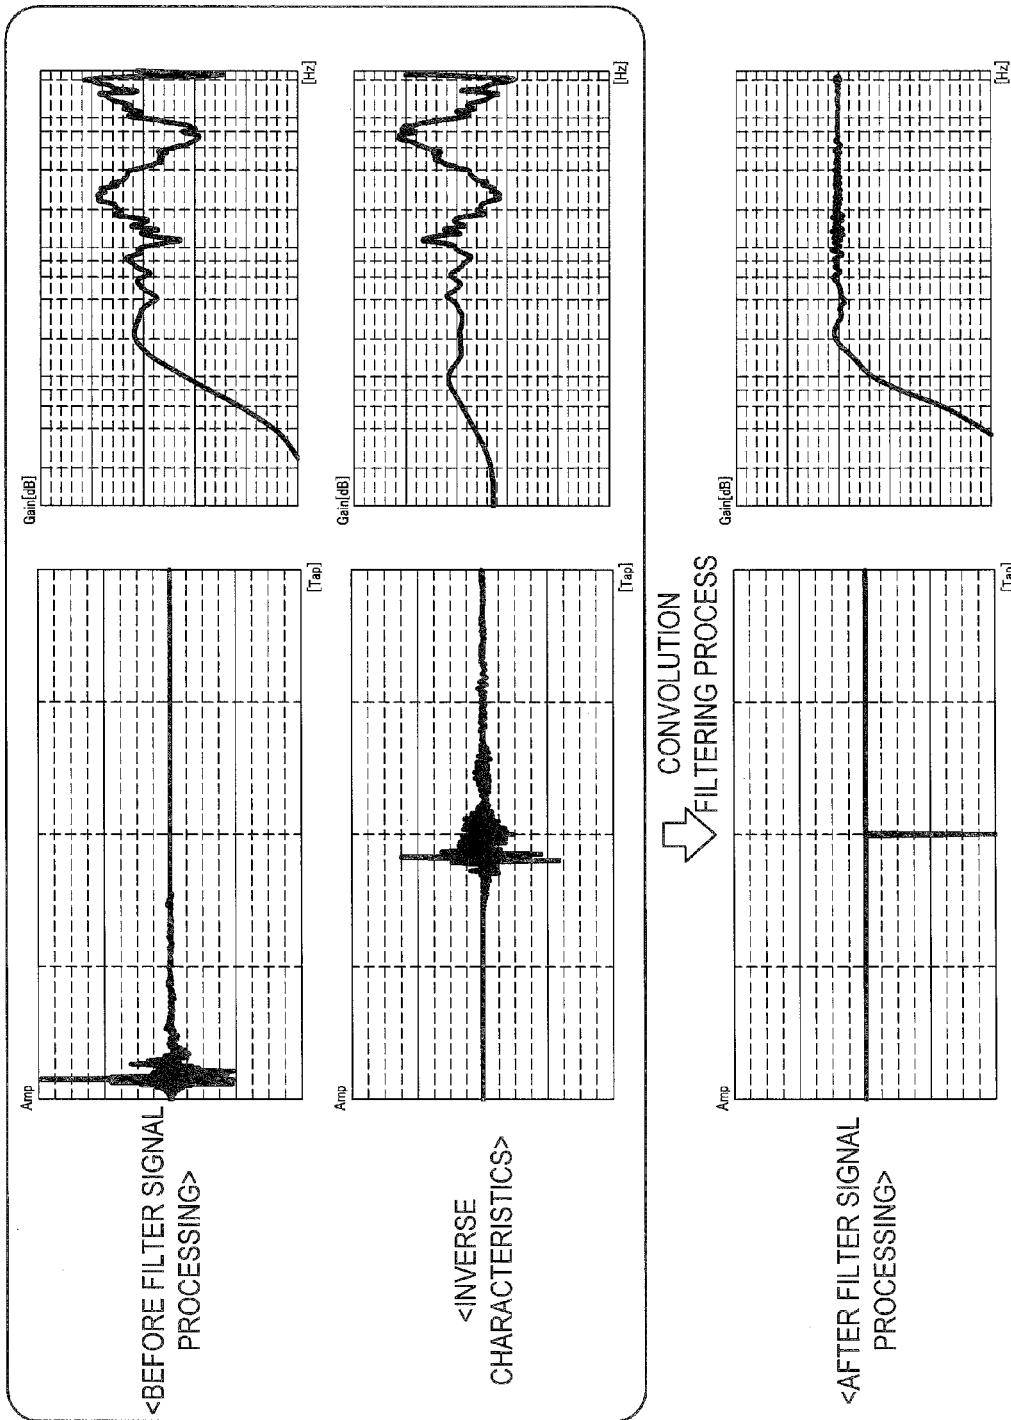 <BEFORE FILTER SIGNAL
PROCESSING>
Amp
[Tap]
Gain[dB]
[Hz]
<INVERSE
CHARACTERISTICS>
Amp
[Tap]
Gain[dB]
[Hz]
CONVOLUTION
FILTERING PROCESS
<AFTER FILTER SIGNAL
PROCESSING>
Amp
[Tap]
Gain[dB]
[Hz]